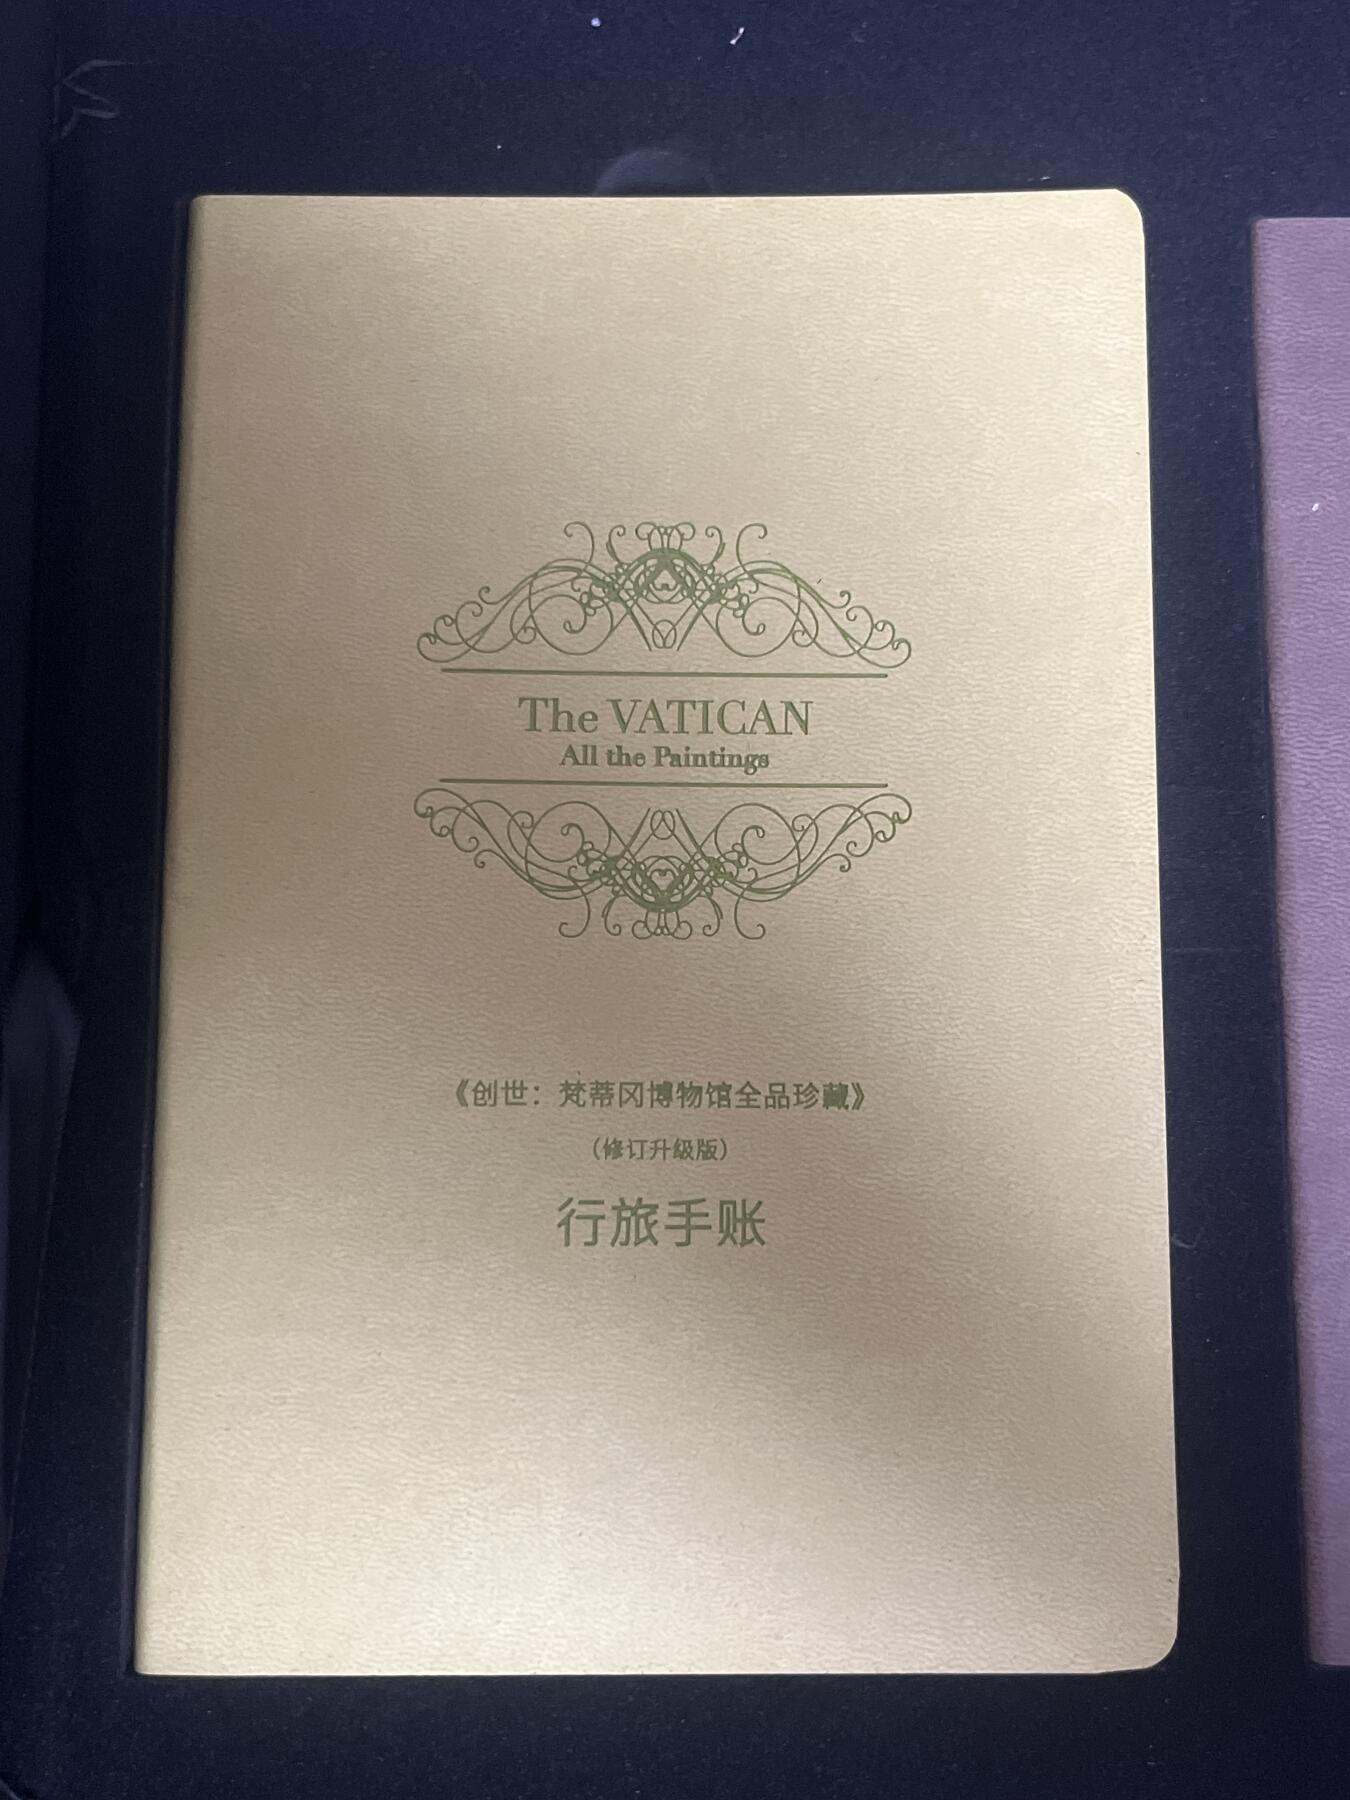 The VATICAN
All the Paintings
《创世：梵蒂冈博物馆全品珍藏》
（修订升级版）
行旅手账